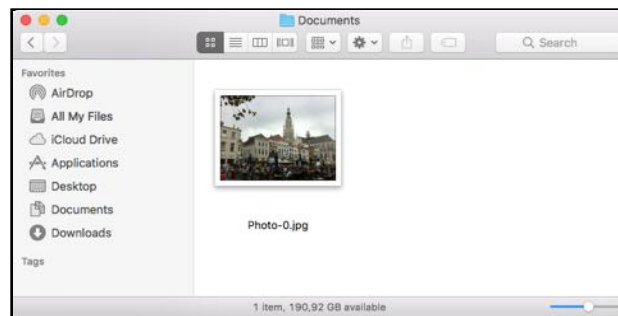 Documents
Search
Favorites
AirDrop
All My Files
iCloud Drive
Applications
Desktop
Documents
Downloads
Tags
Photo-0.jpg
1 item, 190,92 GB available